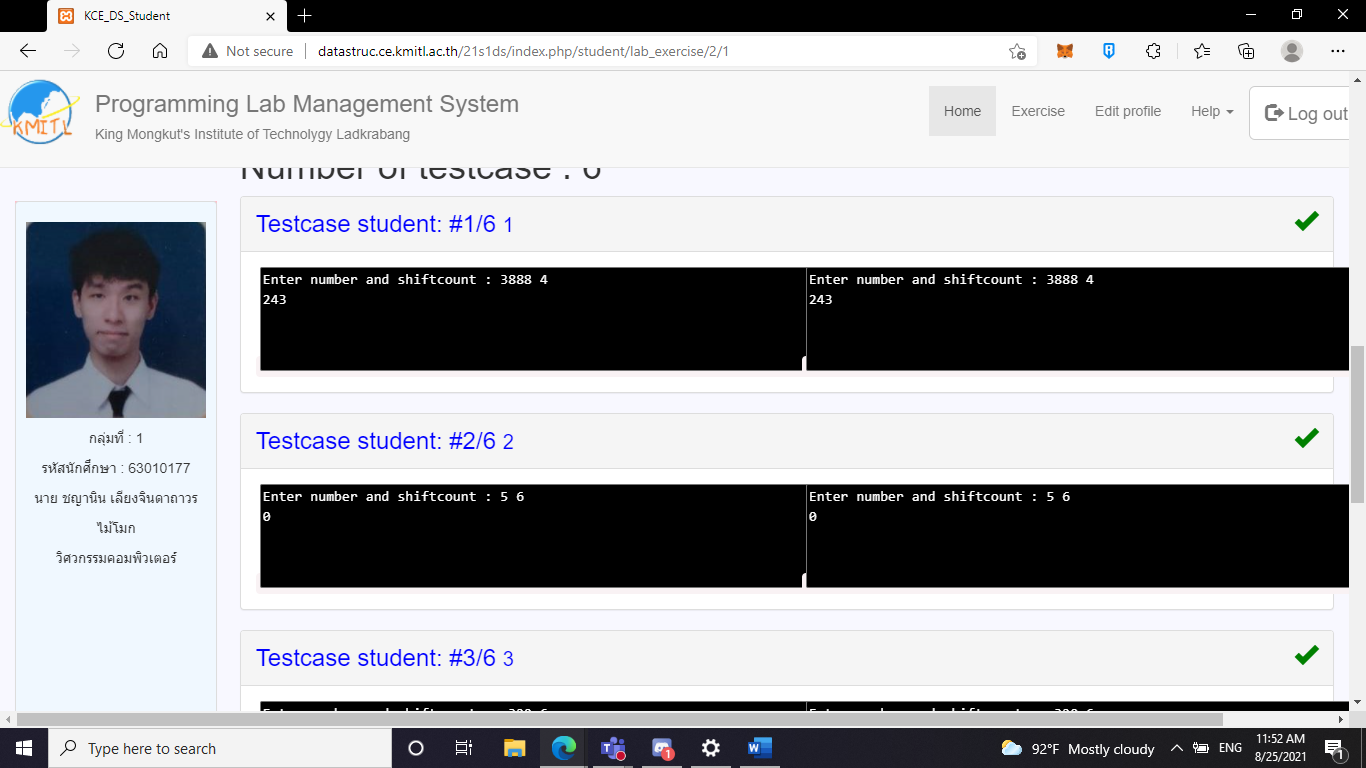 KCE_DS_Student
Not secure
datastruc.ce.kmitl.ac.th/21s1ds/index.php/student/lab_exercise/2/1
KMITL
Programming Lab Management System
King Mongkut's Institute of Technolygy Ladkrabang
Home
Exercise
Edit profile
Help
Log out
Number of testcase : 6
กลุ่มที่ : 1
รหัสนักศึกษา : 63010177
นาย ชญานิน เลียงจินดาถาวร
ไม้โมก
วิศวกรรมคอมพิวเตอร์
Testcase student: #1/6 1
Enter number and shiftcount : 3888 4
243
Enter number and shiftcount : 3888 4
243
Testcase student: #2/6 2
Enter number and shiftcount : 5 6
0
Enter number and shiftcount : 5 6
0
Testcase student: #3/6 3
Type here to search
1
92°F Mostly cloudy
ENG
11:52 AM
8/25/2021
1